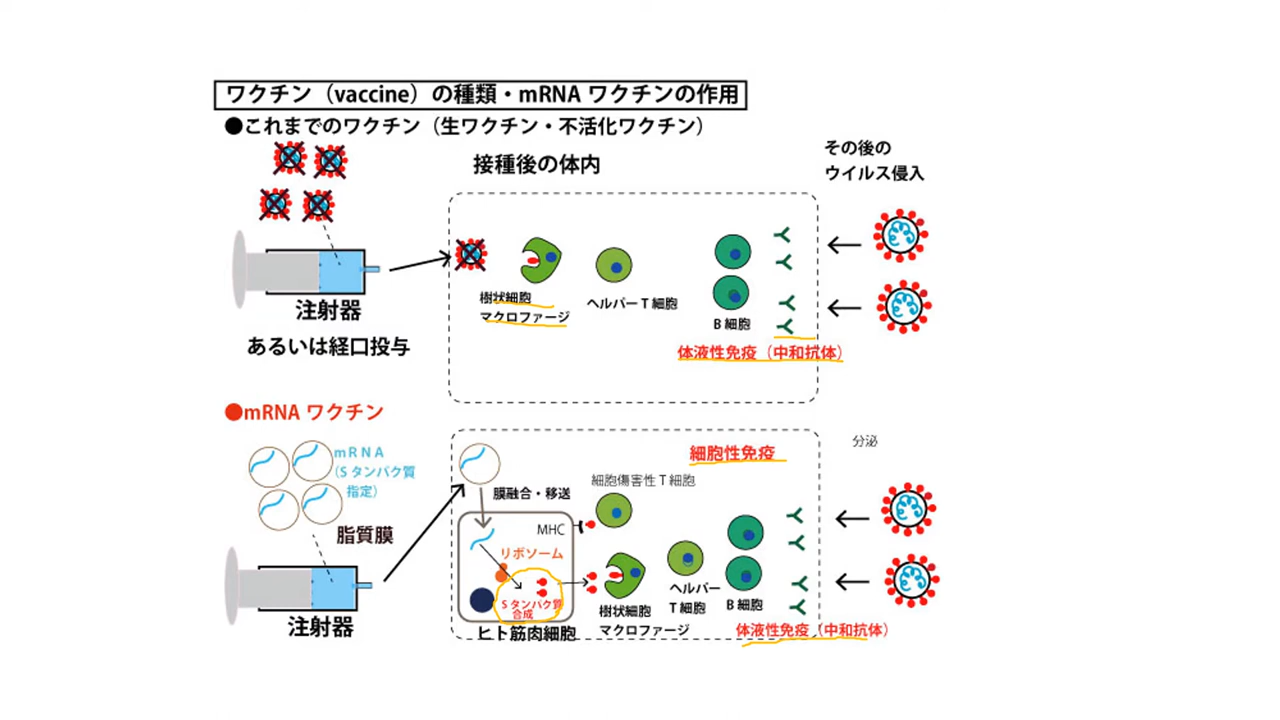 ワクチン（vaccine）の種類・mRNA ワクチンの作用
●これまでのワクチン（生ワクチン・不活化ワクチン）
接種後の体内
その後の
ウイルス侵入
樹状細胞
マクロファージ
ヘルパー T 細胞
B 細胞
注射器
あるいは経口投与
体液性免疫（中和抗体）
●mRNA ワクチン
mRNA
（S タンパク質
指定）
脂質膜
注射器
細胞性免疫
分泌
細胞傷害性 T 細胞
膜融合・移送
MHC
リボソーム
S タンパク質
合成
ヒト筋肉細胞
樹状細胞
マクロファージ
ヘルパー
T 細胞
B 細胞
体液性免疫（中和抗体）